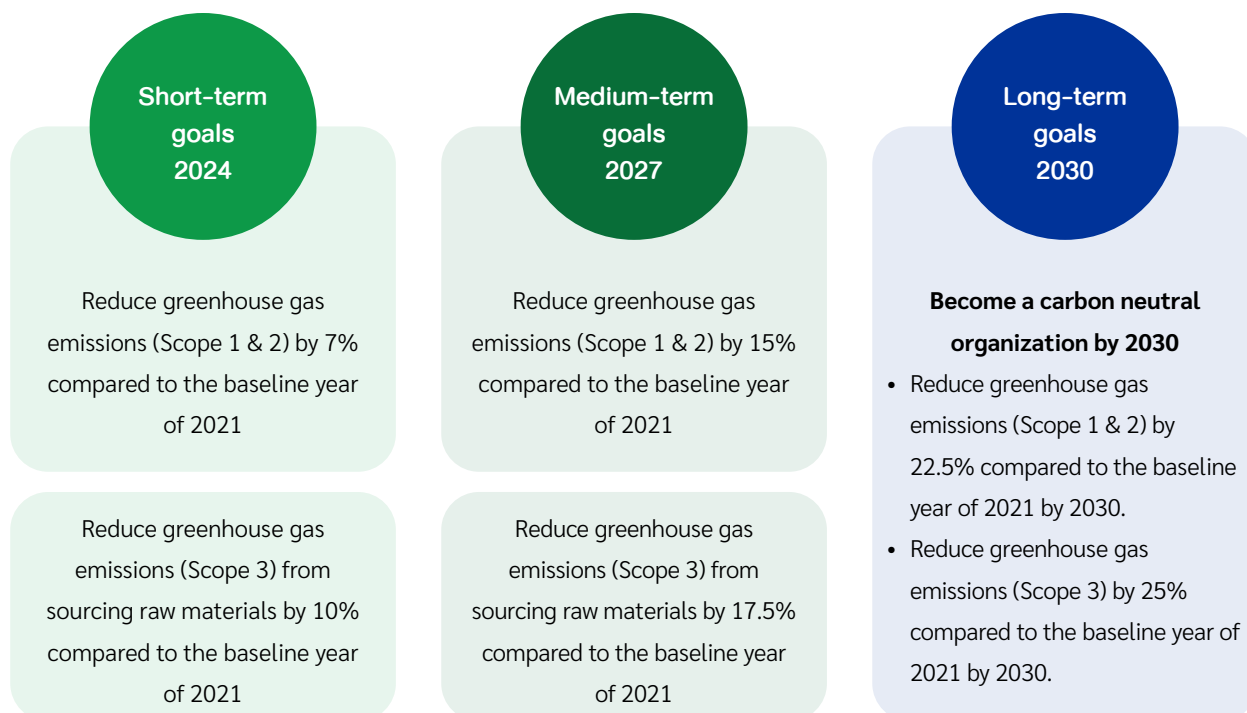 Short-term
goals
2024
Reduce greenhouse gas
emissions (Scope 1 & 2) by 7%
compared to the baseline year
of 2021
Reduce greenhouse gas
emissions (Scope 3) from
sourcing raw materials by 10%
compared to the baseline year
of 2021
Medium-term
goals
2027
Reduce greenhouse gas
emissions (Scope 1 & 2) by 15%
compared to the baseline year
of 2021
Reduce greenhouse gas
emissions (Scope 3) from
sourcing raw materials by 17.5%
compared to the baseline year
of 2021
Long-term
goals
2030
Become a carbon neutral
organization by 2030
• Reduce greenhouse gas
emissions (Scope 1 & 2) by
22.5% compared to the baseline
year of 2021 by 2030.
• Reduce greenhouse gas
emissions (Scope 3) by 25%
compared to the baseline year of
2021 by 2030.